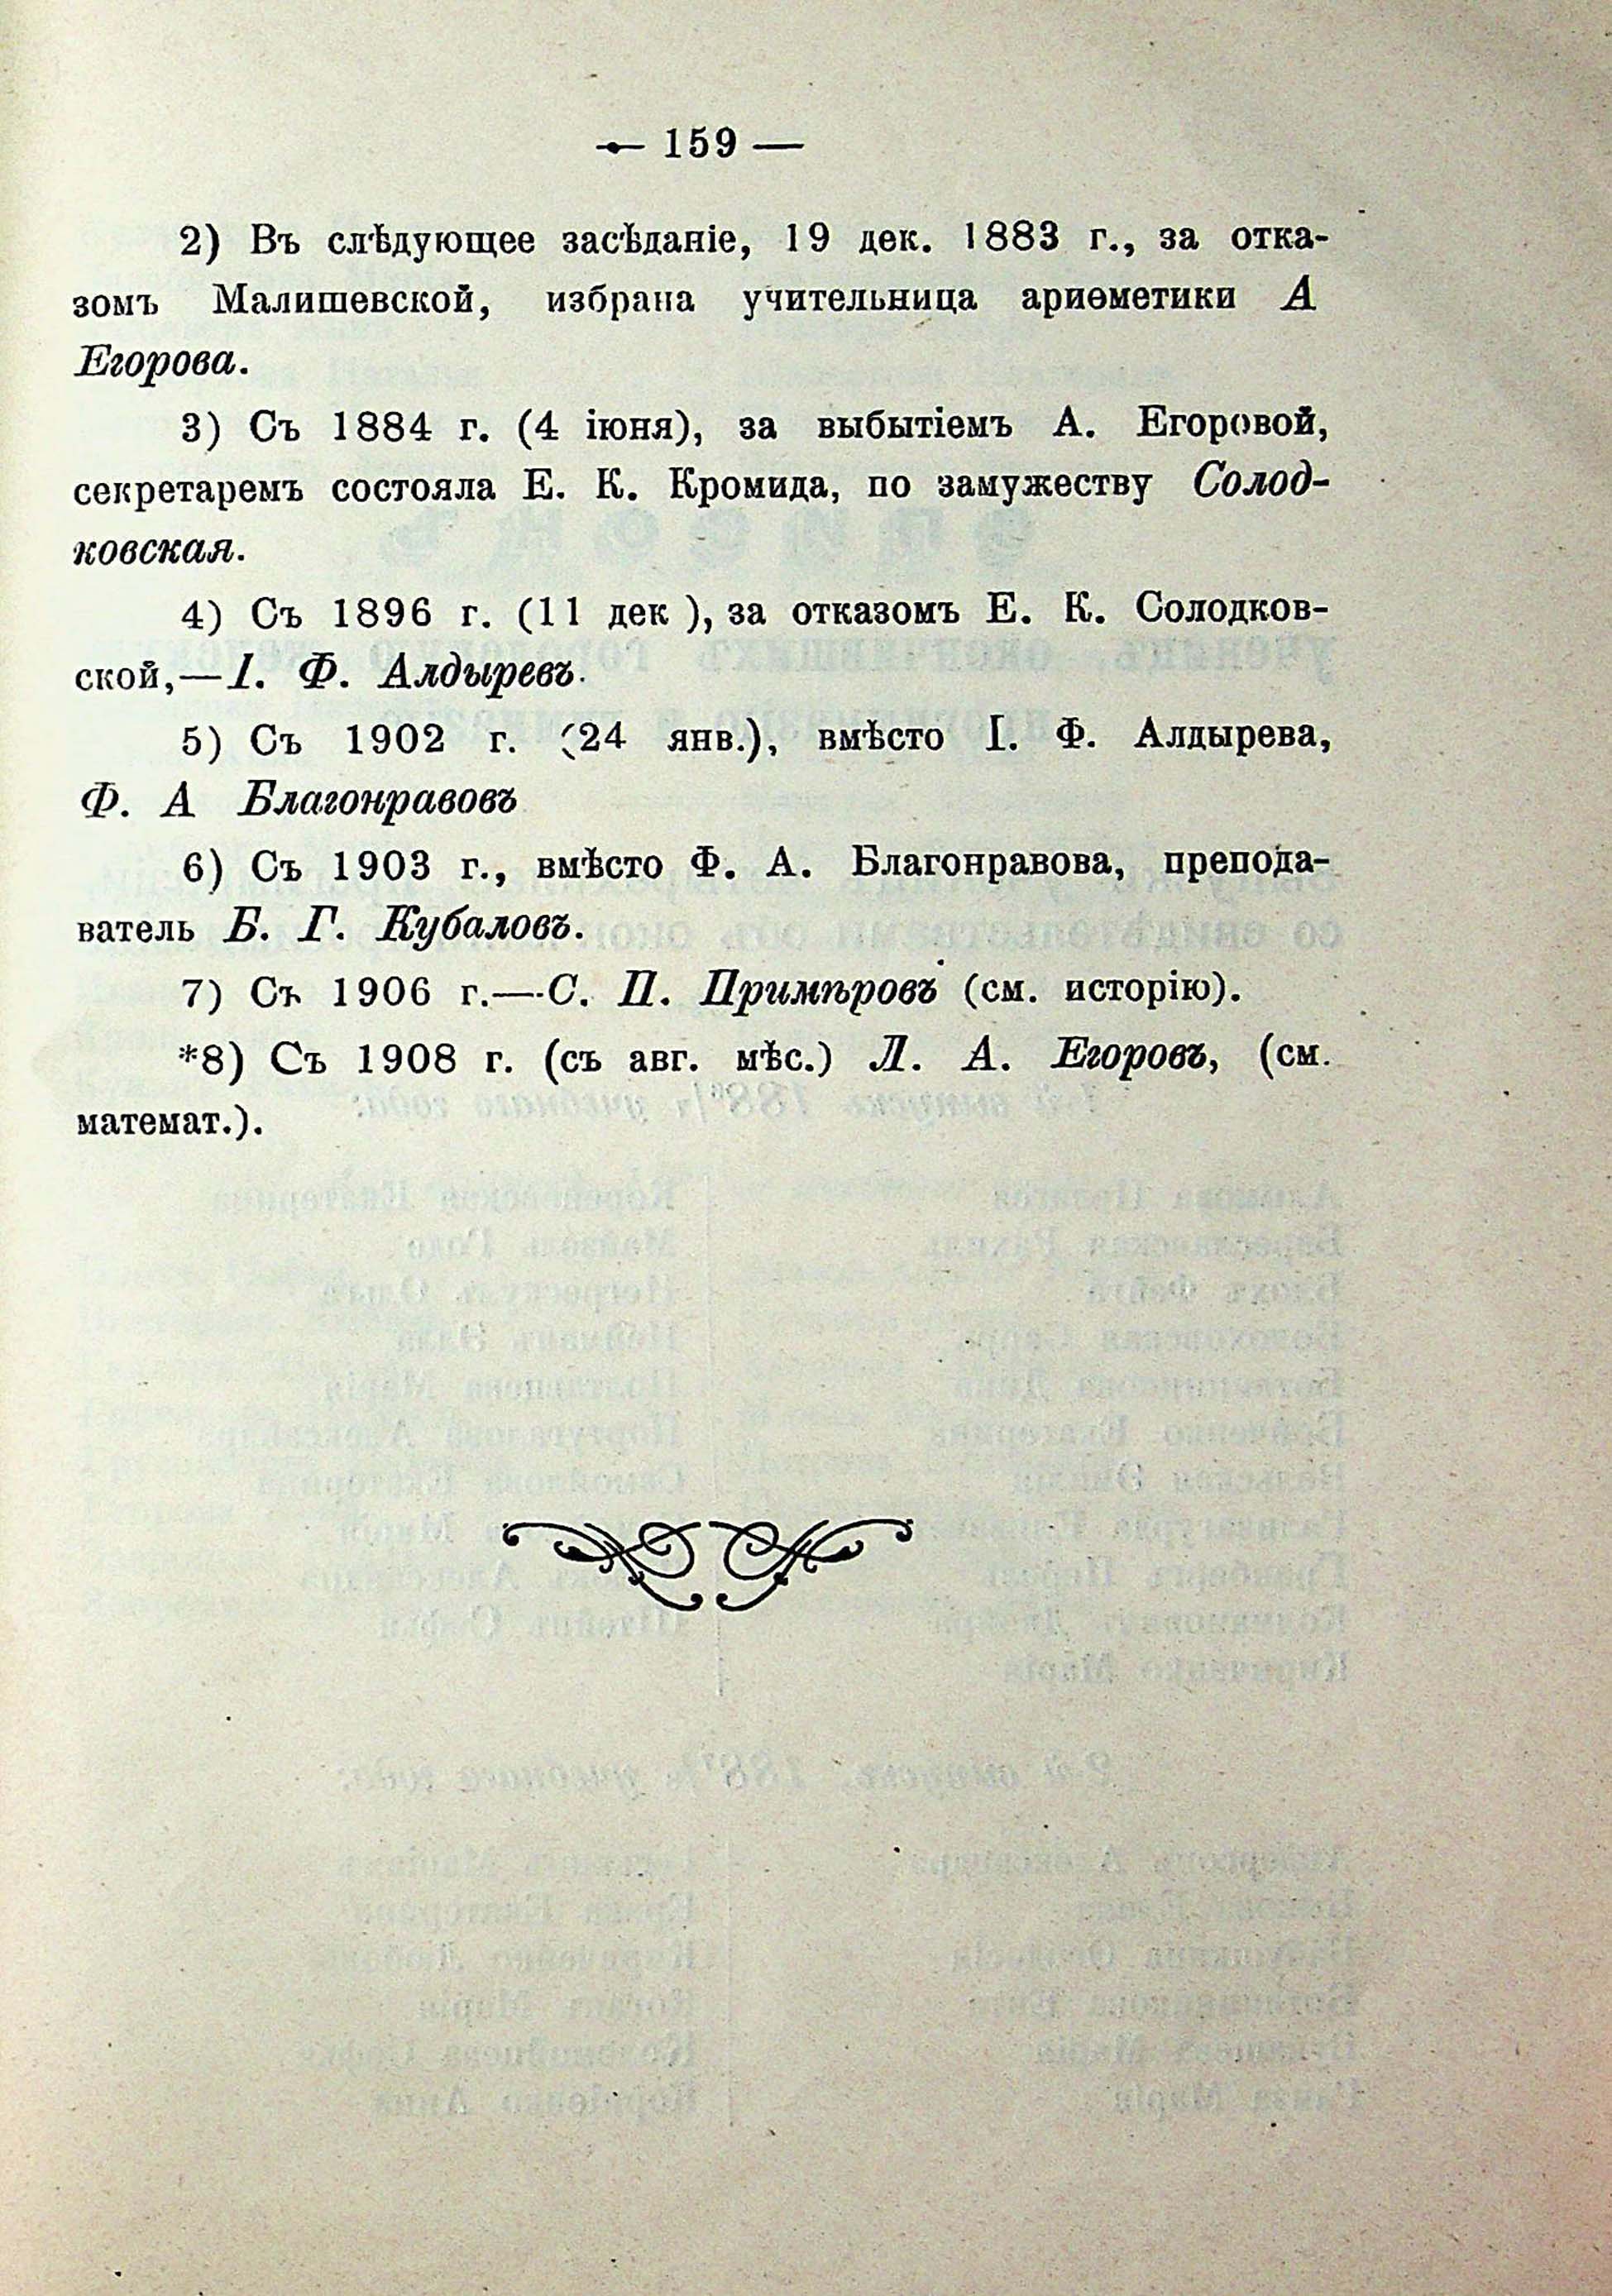 — 159 —
2) Въ слѣдующее засѣданіе, 19 дек. 1883 г., за отка-
зомъ Малишевской, избрана учительница ариѳметики А
Егорова.
3) Съ 1884 г. (4 іюня), за выбытіемъ А. Егоровой,
секретаремъ состояла Е. К. Кромида, по замужеству Солод-
ковская.
4) Съ 1896 г. (11 дек ), за отказомъ Е. К. Солодков-
ской,—І. Ф. Алдыревъ.
5) Съ 1902 г. (24 янв.), вмѣсто І. Ф. Алдырева,
Ф. А Благонравовъ
6) Съ 1903 г., вмѣсто Ф. А. Благонравова, препода-
ватель Б. Г. Кубаловъ.
7) Съ 1906 г.—С. П. Примѣровъ (см. исторію).
*8) Съ 1908 г. (съ авг. мѣс.) Л. А. Егоровъ, (см.
математ.).